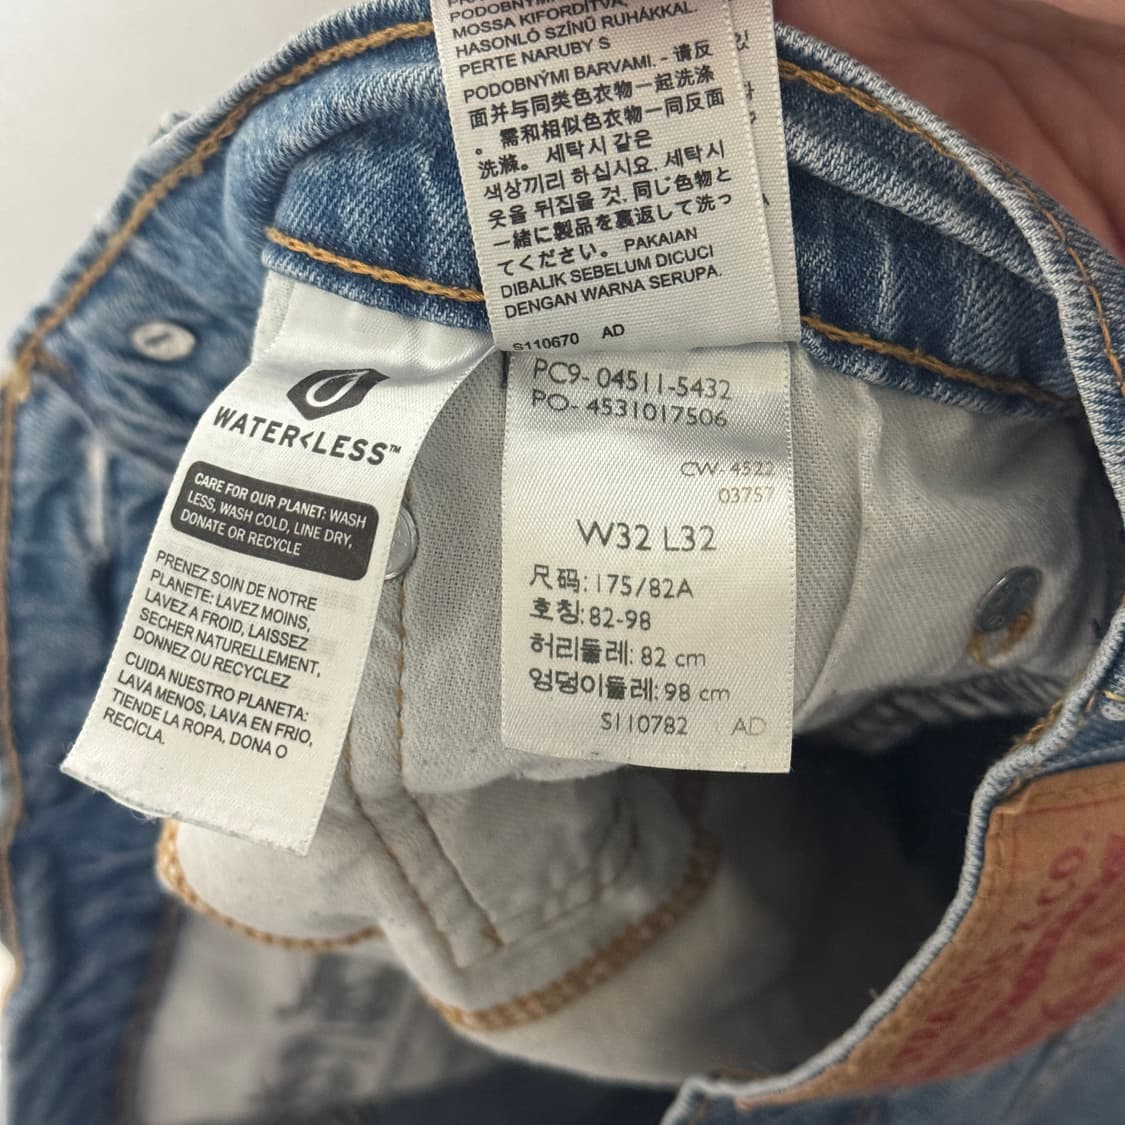 PODOBNÝMI
MOSSA KIFORDÍTVA,
HASONLÓ SZÍNŰ RUHÁKKAL.
PERTE NARUBY S
PODOBNÝMI BARVAMI. - 请反
面并与同类色衣物一起洗涤
。 需和相似色衣物一同反面
洗滌。 세탁시 같은
색상끼리 하십시요. 세탁시
옷을 뒤집을 것. 同じ色物と
一緒に製品を裏返して洗っ
てください。 PAKAIAN
DIBALIK SEBELUM DICUCI
DENGAN WARNA SERUPA.
S110670 AD
WATER<LESS™
CARE FOR OUR PLANET: WASH
LESS, WASH COLD, LINE DRY,
DONATE OR RECYCLE
PRENEZ SOIN DE NOTRE
PLANETE: LAVEZ MOINS,
LAVEZ A FROID, LAISSEZ
SECHER NATURELLEMENT,
DONNEZ OU RECYCLEZ
CUIDA NUESTRO PLANETA:
LAVA MENOS, LAVA EN FRIO,
TIENDE LA ROPA, DONA O
RECICLA.
PC9-04511-5432
PO-4531017506
CW-4522
03757
W32 L32
尺码:175/82A
호칭:82-98
허리둘레: 82 cm
엉덩이둘레: 98 cm
S110782 AD